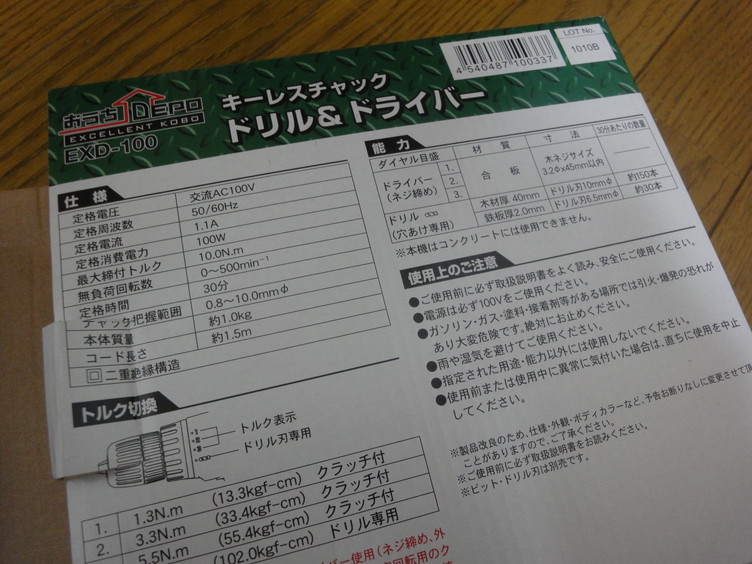 LOT No.
1010B
4 540487 100337
おっち DEPO
EXCELLENT KOBO
EXD-100
キーレスチャック
ドリル&ドライバー
仕様
定格電圧 交流AC100V
定格周波数 50/60Hz
定格電流 1.1A
定格消費電力 100W
最大締付トルク 10.0N.m
無負荷回転数 0〜500min⁻¹
定格時間 30分
チャック把握範囲 0.8〜10.0mmφ
本体質量 約1.0kg
コード長さ 約1.5m
回 二重絶縁構造
能力
ダイヤル目盛 材質 寸法 30分あたりの数量
ドライバー(ネジ締め) 1. 2. 3. 合板 木ネジサイズ 3.2φx45mm以内
ドリル(穴あけ専用) 木材厚 40mm ドリル刃10mmφ 約150本
鉄板厚2.0mm ドリル刃6.5mmφ 約30本
※本機はコンクリートには使用できません。
使用上のご注意
●ご使用前に必ず取扱説明書をよく読み、安全にご使用ください。
●電源は必ず100Vをご使用ください。
●ガソリン・ガス・塗料・接着剤等がある場所では引火・爆発の恐れが
あり大変危険です。絶対にお止めください。
●雨や湿気を避けてご使用ください。
●指定された用途・能力以外には使用しないでください。
●使用前または使用中に異常に気付いた場合は、直ちに使用を中止
してください。
※製品改良のため、仕様・外観・ボディカラーなど、予告お断りなしに変更させて頂
くことがありますので、ご了承ください。
※ご使用前に必ず取扱説明書をお読みください。
※ビット・ドリル刃は別売です。
トルク切換
トルク表示
ドリル刃専用
1. 1.3N.m (13.3kgf-cm) クラッチ付
2. 3.3N.m (33.4kgf-cm) クラッチ付
5.5N.m (55.4kgf-cm) クラッチ付
(102.0kgf-cm) ドリル専用
バー使用(ネジ締め、外
回転用のク